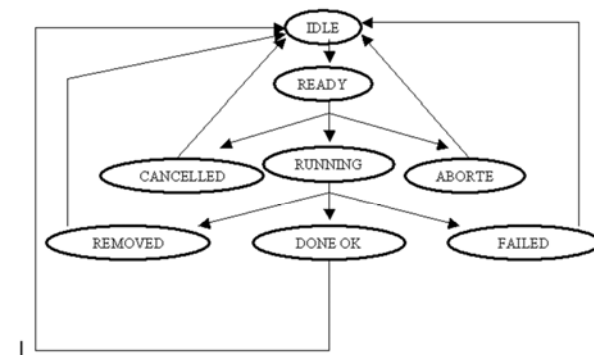 IDLE
READY
CANCELLED
RUNNING
ABORTE
REMOVED
DONE OK
FAILED